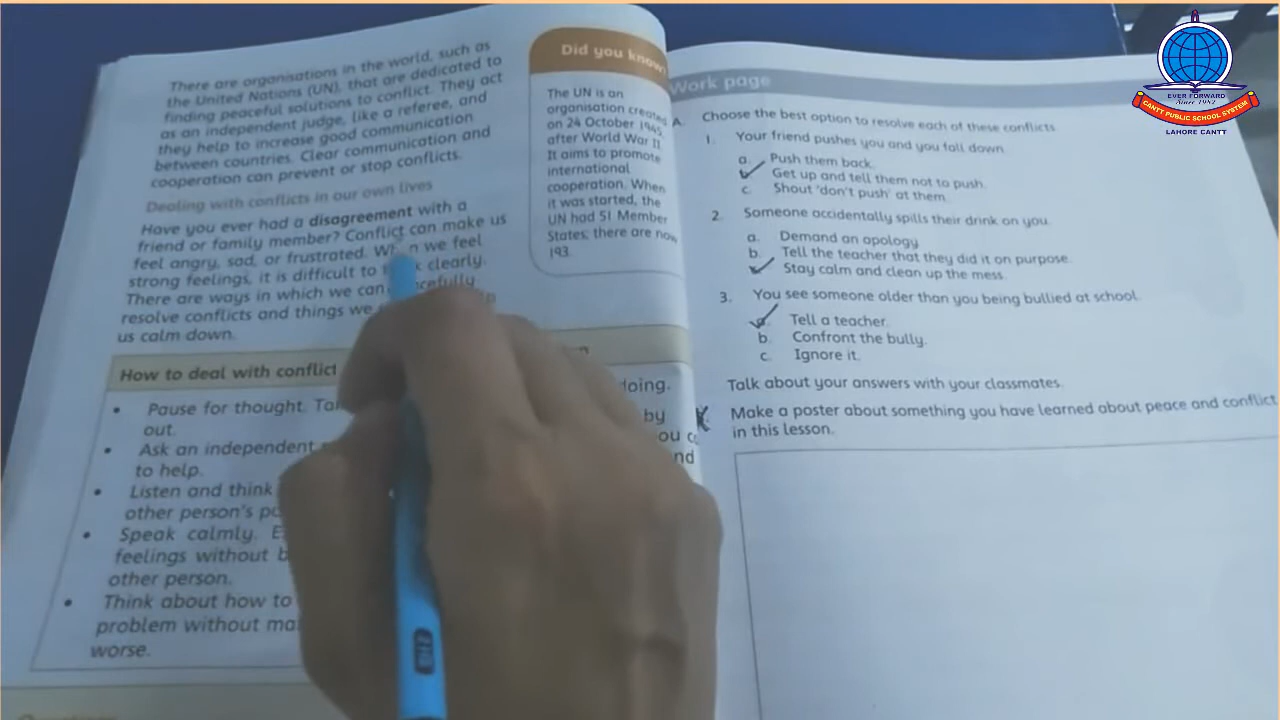 There are organisations in the world, such as
the United Nations (UN), that are dedicated to
finding peaceful solutions to conflict. They act
as an independent judge, like a referee, and
they help to increase good communication
between countries. Clear communication and
cooperation can prevent or stop conflicts.
Dealing with conflicts in our own lives
Have you ever had a disagreement with a
friend or family member? Conflict can make us
feel angry, sad, or frustrated. When we feel
strong feelings, it is difficult to clearly.
There are ways in which we can
resolve conflicts and things we
us calm down.
How to deal with conflict
• Pause for thought.
out.
• Ask an independent
to help.
• Listen and think
other person's
• Speak calmly.
feelings without
other person.
• Think about how to
problem without
worse.
doing.
by
Did you know
The UN is an
organisation created
on 24 October 1945,
after World War II.
It aims to promote
international
cooperation. When
it was started, the
UN had 51 Member
States; there are now
193.
Work page
A. Choose the best option to resolve each of these conflicts
1. Your friend pushes you and you fall down.
a. Push them back.
Get up and tell them not to push.
c. Shout 'don't push' at them.
2. Someone accidentally spills their drink on you.
a. Demand an apology
b. Tell the teacher that they did it on purpose.
Stay calm and clean up the mess.
3. You see someone older than you being bullied at school.
a. Tell a teacher.
b. Confront the bully.
c. Ignore it.
Talk about your answers with your classmates.
Make a poster about something you have learned about peace and conflict
in this lesson.
EVER FORWARD
Since 1982
CANTT PUBLIC SCHOOL SYSTEM
LAHORE CANTT